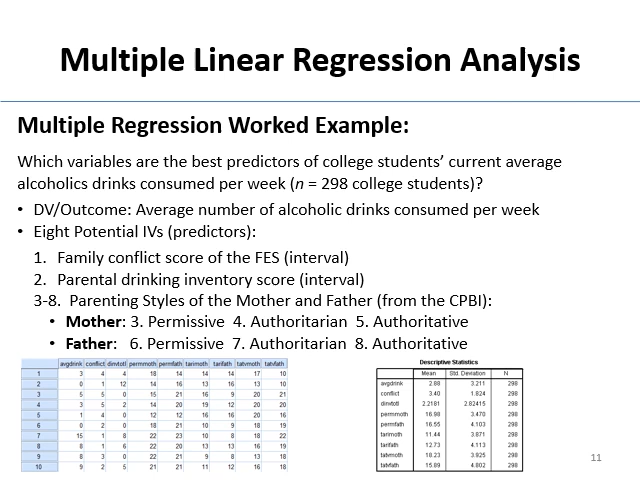 Multiple Linear Regression Analysis
Multiple Regression Worked Example:
Which variables are the best predictors of college students’ current average
alcoholics drinks consumed per week (n = 298 college students)?
• DV/Outcome: Average number of alcoholic drinks consumed per week
• Eight Potential IVs (predictors):
1. Family conflict score of the FES (interval)
2. Parental drinking inventory score (interval)
3-8. Parenting Styles of the Mother and Father (from the CPBI):
• Mother: 3. Permissive 4. Authoritarian 5. Authoritative
• Father: 6. Permissive 7. Authoritarian 8. Authoritative
avgdrink conflict dinvtotl permmoth permfath tarimoth tarifath tatvmoth tatvfath
1 3 4 4 18 14 14 14 17 10
2 0 1 12 14 16 13 16 13 10
3 5 5 0 15 21 16 9 20 21
4 3 5 2 14 20 19 12 20 20
5 1 4 0 12 12 16 16 20 16
6 0 2 0 18 21 10 9 18 19
7 15 1 8 22 23 10 8 18 22
8 8 1 6 22 20 13 13 16 19
9 8 3 0 22 21 9 8 13 18
10 9 2 5 21 21 11 12 16 18
Descriptive Statistics
Mean Std. Deviation N
avgdrink 2.88 3.211 298
conflict 3.40 1.824 298
dinvtotl 2.2181 2.82415 298
permmoth 16.98 3.470 298
permfath 16.55 4.103 298
tarimoth 11.44 3.871 298
tarifath 12.73 4.113 298
tatvmoth 18.23 3.925 298
tatvfath 15.89 4.802 298
11